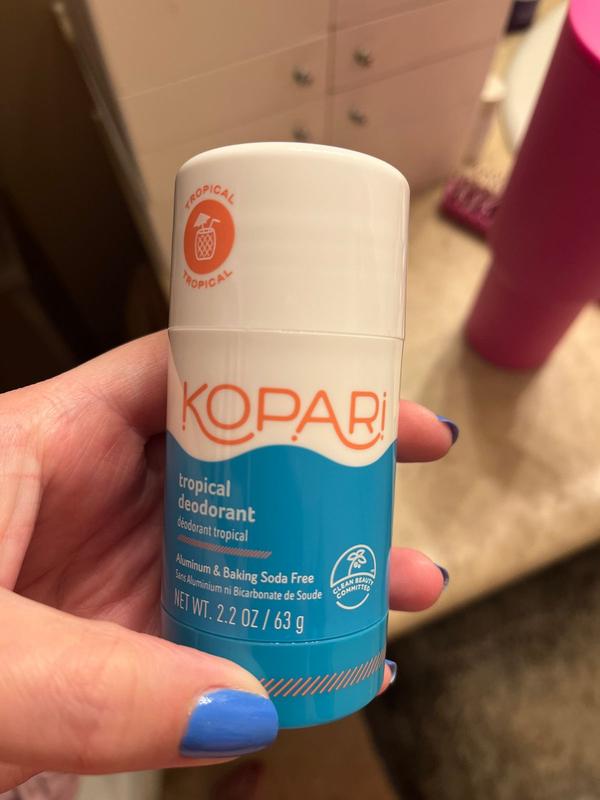 TROPICAL
TROPICAL
KOPARi
tropical
deodorant
déodorant tropical
Aluminum & Baking Soda Free
Sans Aluminium ni Bicarbonate de Soude
CLEAN BEAUTY
COMMITTED
NET WT. 2.2 OZ / 63 g